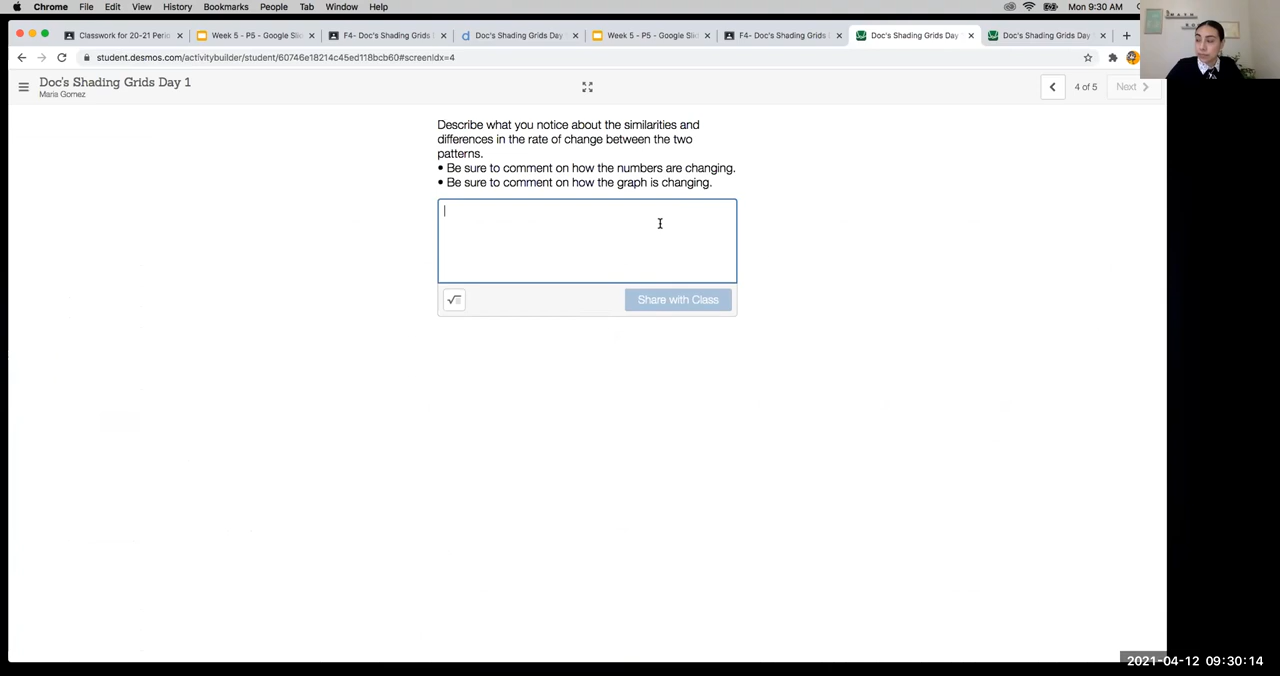 Chrome File Edit View History Bookmarks People Tab Window Help
Mon 9:30 AM
Classwork for 20-21 Perio
Week 5 - P5 - Google Slid
F4- Doc's Shading Grids
Doc's Shading Grids Day
Week 5 - P5 - Google Slid
F4- Doc's Shading Grids
Doc's Shading Grids Day
Doc's Shading Grids Day
student.desmos.com/activitybuilder/student/60746e18214c45ed118bcb60#screenIdx=4
Doc's Shading Grids Day 1
Maria Gomez
4 of 5
Next
Describe what you notice about the similarities and
differences in the rate of change between the two
patterns.
• Be sure to comment on how the numbers are changing.
• Be sure to comment on how the graph is changing.
Share with Class
2021-04-12 09:30:14